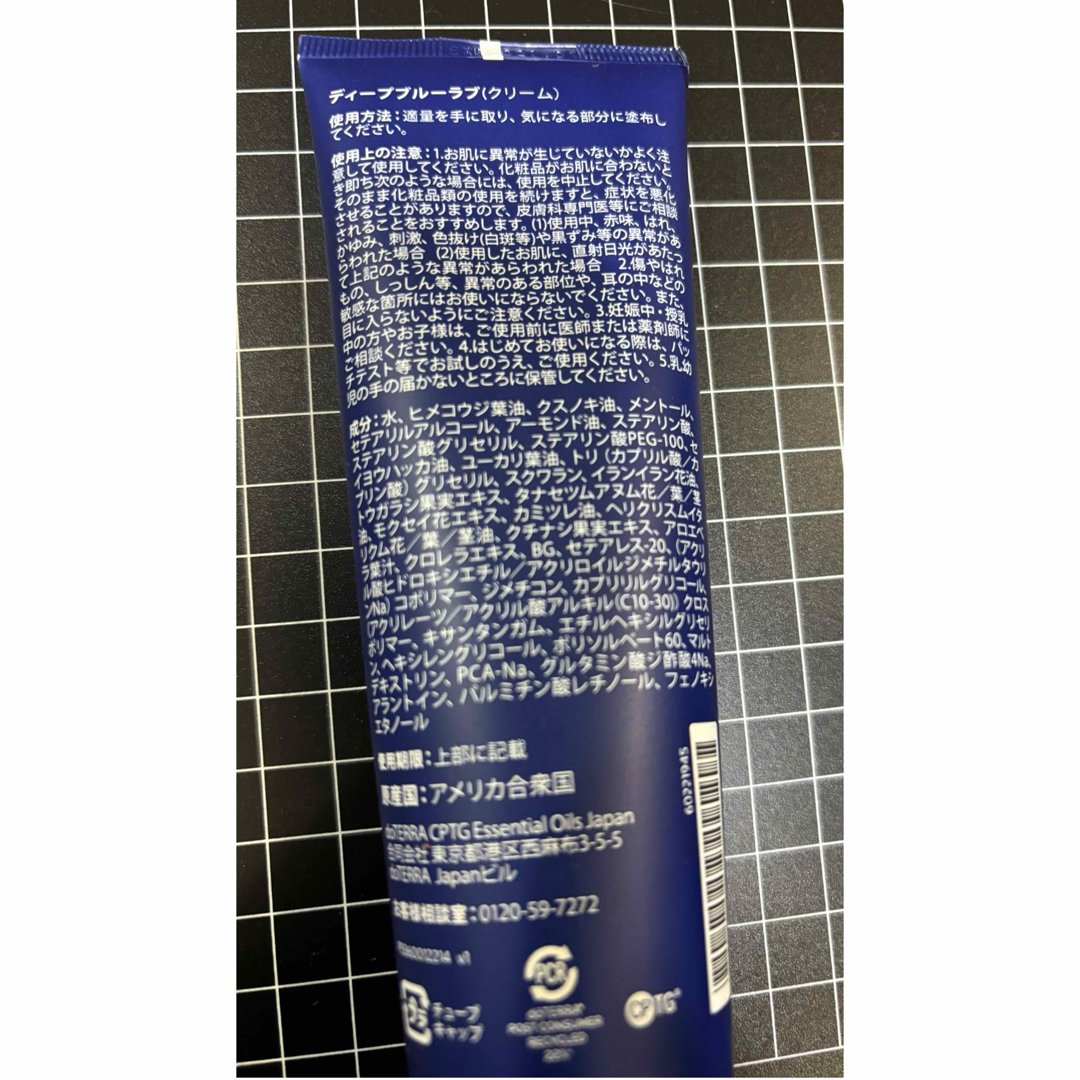 ディープブルーラブ(クリーム)
使用方法：適量を手に取り、気になる部分に塗布し
てください。
使用上の注意：1.お肌に異常が生じていないかよく注
意して使用してください。化粧品がお肌に合わないと
き即ち次のような場合には、使用を中止してください。
そのまま化粧品類の使用を続けますと、症状を悪化
させることがありますので、皮膚科専門医等にご相談
されることをおすすめします。(1)使用中、赤味、はれ、
かゆみ、刺激、色抜け(白斑等)や黒ずみ等の異常があ
らわれた場合 (2)使用したお肌に、直射日光があたっ
て上記のような異常があらわれた場合 2.傷やはれ
もの、しっしん等、異常のある部位や、耳の中などの
敏感な箇所にはお使いにならないでください。また、
目に入らないようにご注意ください。3.妊娠中・授乳
中の方やお子様は、ご使用前に医師または薬剤師に
ご相談ください。4.はじめてお使いになる際は、パッ
チテスト等でお試しのうえ、ご使用ください。5.乳幼
児の手の届かないところに保管してください。
成分：水、ヒメコウジ葉油、クスノキ油、メントール、
セテアリルアルコール、アーモンド油、ステアリン酸、
ステアリン酸グリセリル、ステアリン酸PEG-100、セ
イヨウハッカ油、ユーカリ葉油、トリ（カプリル酸／カ
プリン酸）グリセリル、スクワラン、イランイラン花油、
トウガラシ果実エキス、タナセツムアヌム花／葉／茎
油、モクセイ花エキス、カミツレ油、ヘリクリスムイタ
リクム花／葉／茎油、クチナシ果実エキス、アロエベ
ラ葉汁、クロレラエキス、BG、セテアレス-20、（アクリ
ル酸ヒドロキシエチル／アクリロイルジメチルタウリ
ンNa）コポリマー、ジメチコン、カプリリルグリコール、
（アクリレーツ／アクリル酸アルキル(C10-30)）クロス
ポリマー、キサンタンガム、エチルヘキシルグリセリ
ン、ヘキシレングリコール、ポリソルベート60、マルト
デキストリン、PCA-Na、グルタミン酸ジ酢酸4Na、
アラントイン、パルミチン酸レチノール、フェノキシ
エタノール
使用期限：上部に記載
原産国：アメリカ合衆国
doTERRA CPTG Essential Oils Japan
合同会社東京都港区西麻布3-5-5
doTERRA Japanビル
お客様相談室：0120-59-7272
60012214 v1
60221945
PCR
doTERRA
POST CONSUMER
RECYCLED
プラ
チューブ
キャップ
CPTG